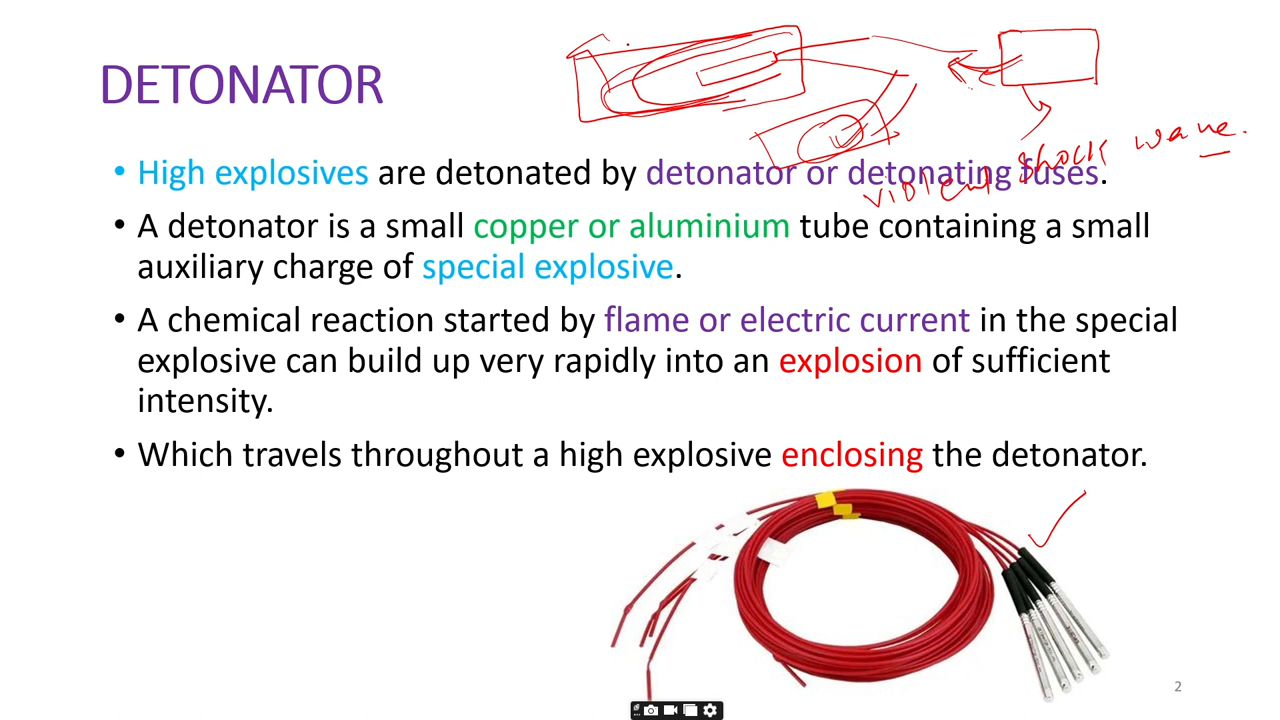 DETONATOR
violent shock wave.
• High explosives are detonated by detonator or detonating fuses.
• A detonator is a small copper or aluminium tube containing a small
auxiliary charge of special explosive.
• A chemical reaction started by flame or electric current in the special
explosive can build up very rapidly into an explosion of sufficient
intensity.
• Which travels throughout a high explosive enclosing the detonator.
2